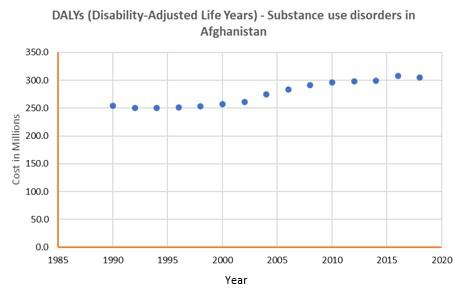 DALYs (Disability-Adjusted Life Years) - Substance use disorders in
Afghanistan
350.0
300.0
250.0
200.0
150.0
100.0
50.0
0.0
Cost in Millions
1985 1990 1995 2000 2005 2010 2015 2020
Year